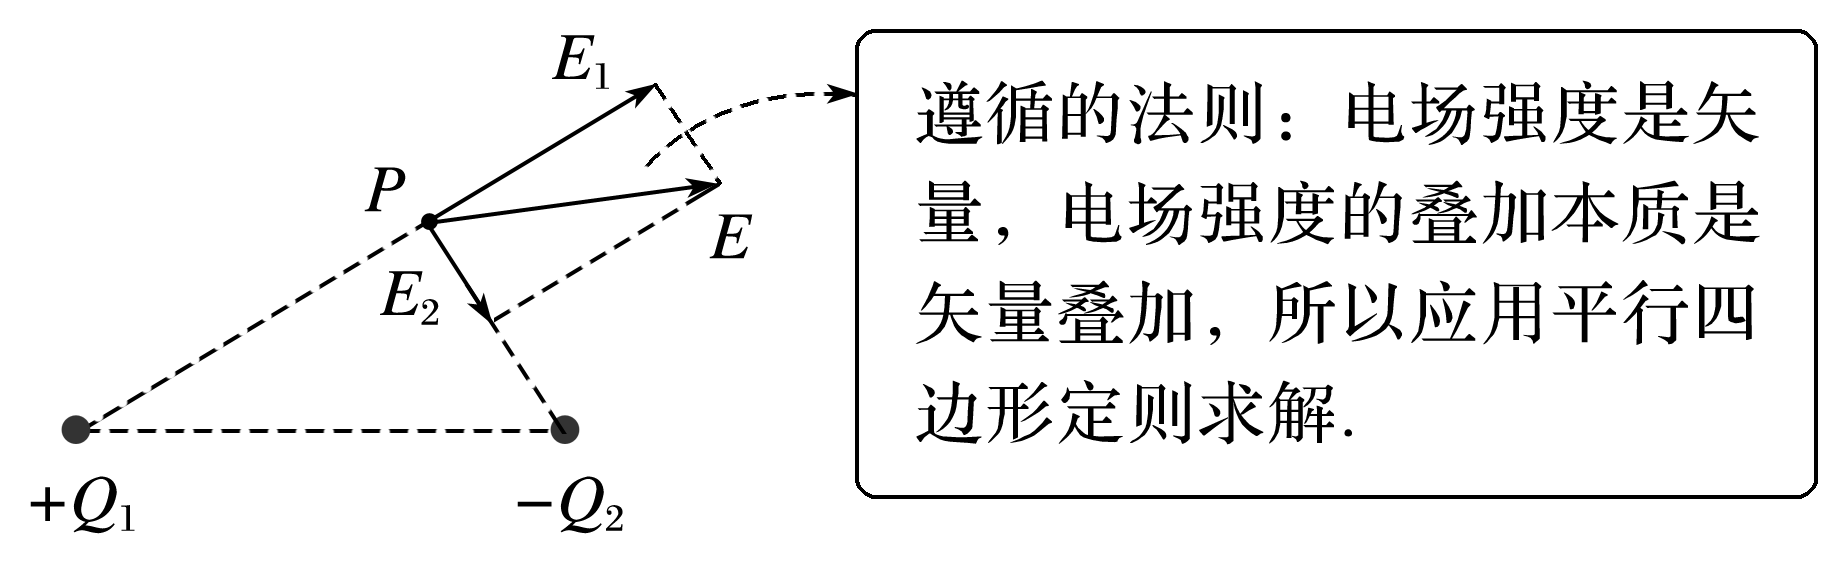 E₁
P
E
E₂
+Q₁
−Q₂
遵循的法则：电场强度是矢
量，电场强度的叠加本质是
矢量叠加，所以应用平行四
边形定则求解.